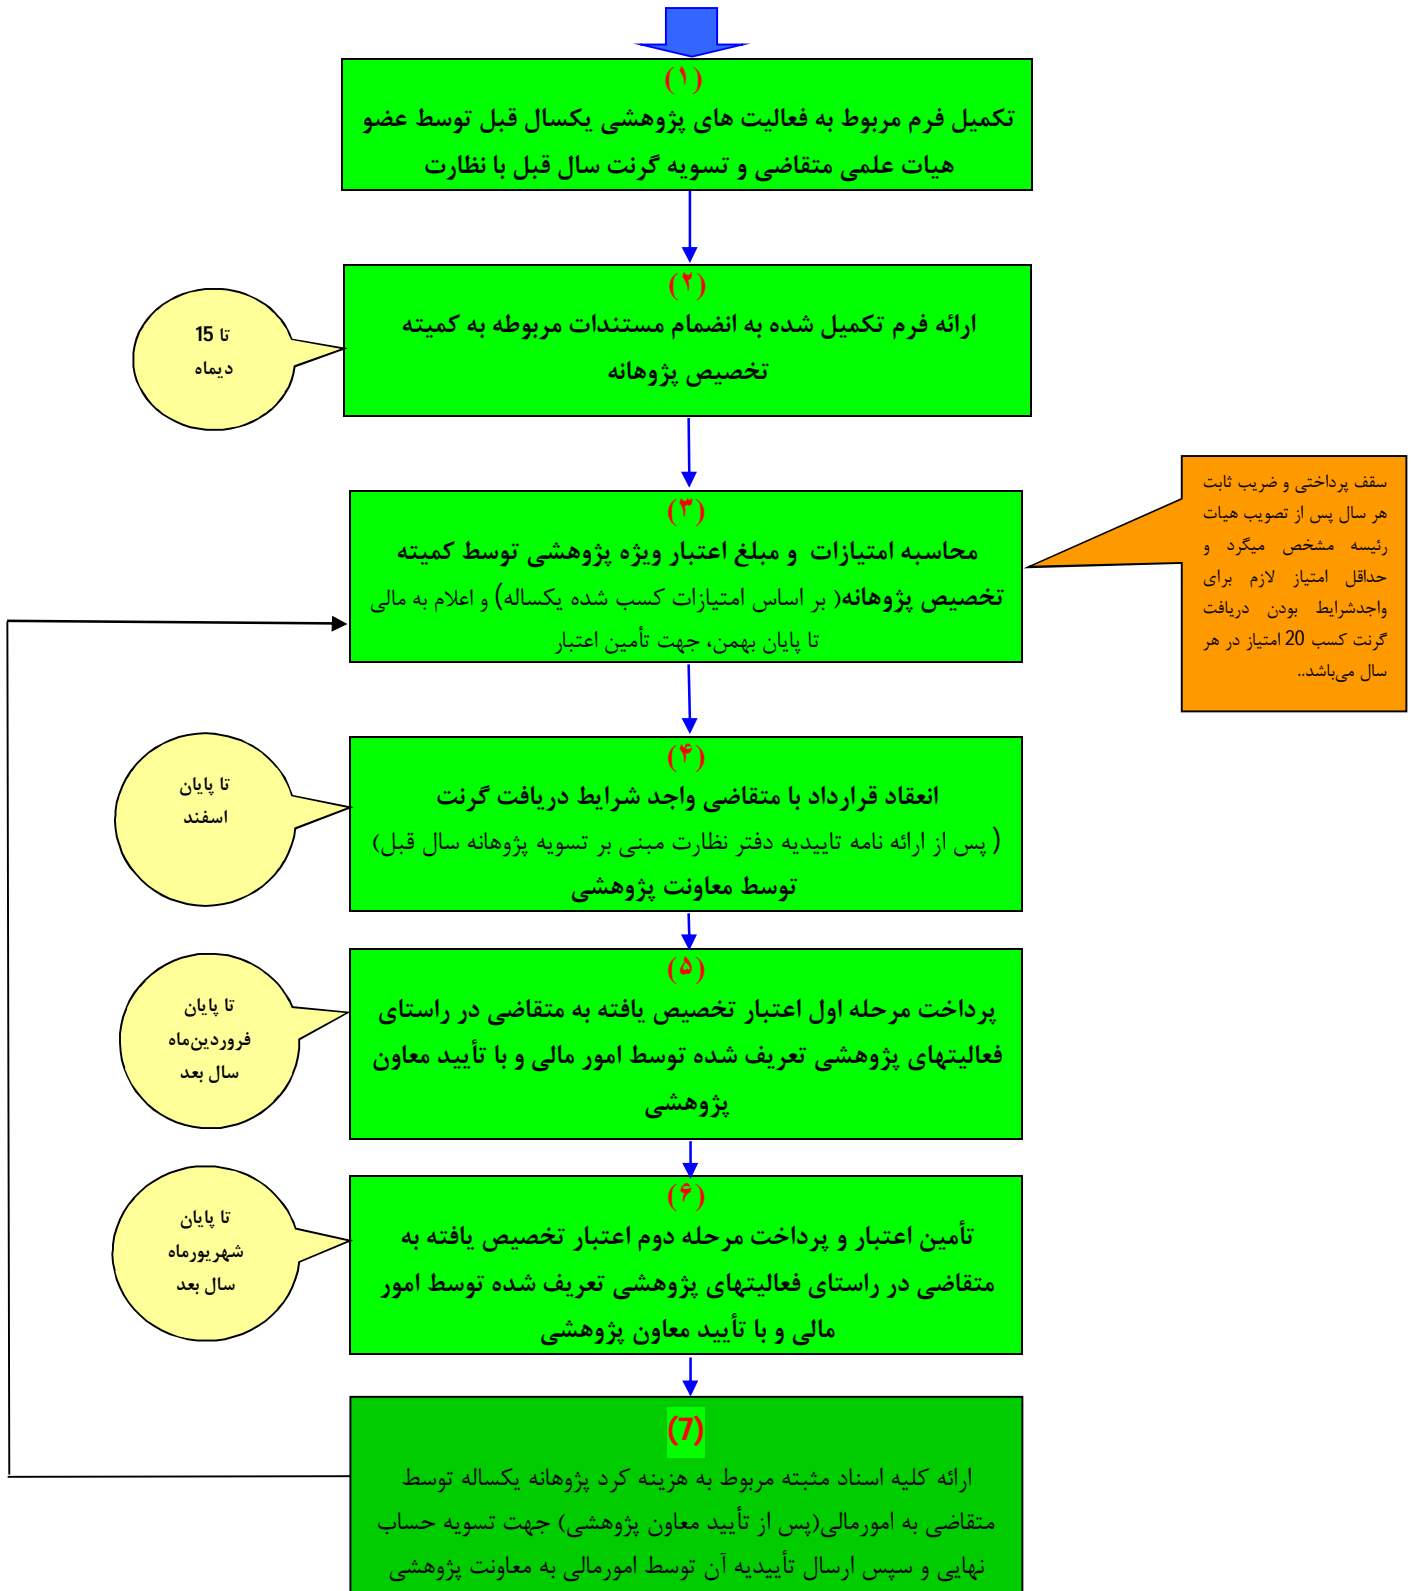 (۱)
تکمیل فرم مربوط به فعالیت های پژوهشی یکسال قبل توسط عضو
هیات علمی متقاضی و تسویه گرنت سال قبل با نظارت
(۲)
ارائه فرم تکمیل شده به انضمام مستندات مربوطه به کمیته
تخصیص پژوهانه
تا 15
دیماه
(۳)
محاسبه امتیازات و مبلغ اعتبار ویژه پژوهشی توسط کمیته
تخصیص پژوهانه( بر اساس امتیازات کسب شده یکساله) و اعلام به مالی
تا پایان بهمن، جهت تأمین اعتبار
سقف پرداختی و ضریب ثابت
هر سال پس از تصویب هیات
رئیسه مشخص میگرد و
حداقل امتیاز لازم برای
واجدشرایط بودن دریافت
گرنت کسب 20 امتیاز در هر
سال می‌باشد..
(۴)
انعقاد قرارداد با متقاضی واجد شرایط دریافت گرنت
( پس از ارائه نامه تاییدیه دفتر نظارت مبنی بر تسویه پژوهانه سال قبل)
توسط معاونت پژوهشی
تا پایان
اسفند
(۵)
پرداخت مرحله اول اعتبار تخصیص یافته به متقاضی در راستای
فعالیتهای پژوهشی تعریف شده توسط امور مالی و با تأیید معاون
پژوهشی
تا پایان
فروردین‌ماه
سال بعد
(۶)
تأمین اعتبار و پرداخت مرحله دوم اعتبار تخصیص یافته به
متقاضی در راستای فعالیتهای پژوهشی تعریف شده توسط امور
مالی و با تأیید معاون پژوهشی
تا پایان
شهریورماه
سال بعد
(7)
ارائه کلیه اسناد مثبته مربوط به هزینه کرد پژوهانه یکساله توسط
متقاضی به امورمالی(پس از تأیید معاون پژوهشی) جهت تسویه حساب
نهایی و سپس ارسال تأییدیه آن توسط امورمالی به معاونت پژوهشی